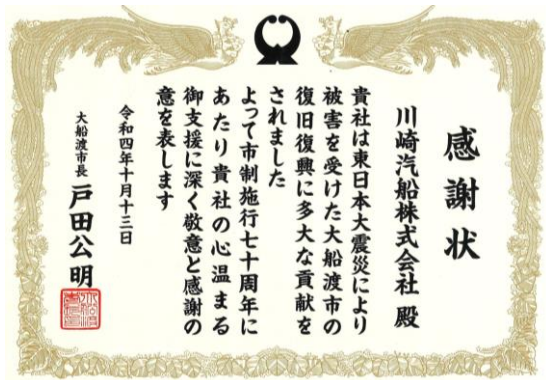 感謝状
川崎汽船株式会社 殿
貴社は東日本大震災により
被害を受けた大船渡市の
復旧復興に多大な貢献を
されました
よって市制施行七十周年に
あたり貴社の心温まる
御支援に深く敬意と感謝の
意を表します
令和四年十月十三日
大船渡市長 戸田公明